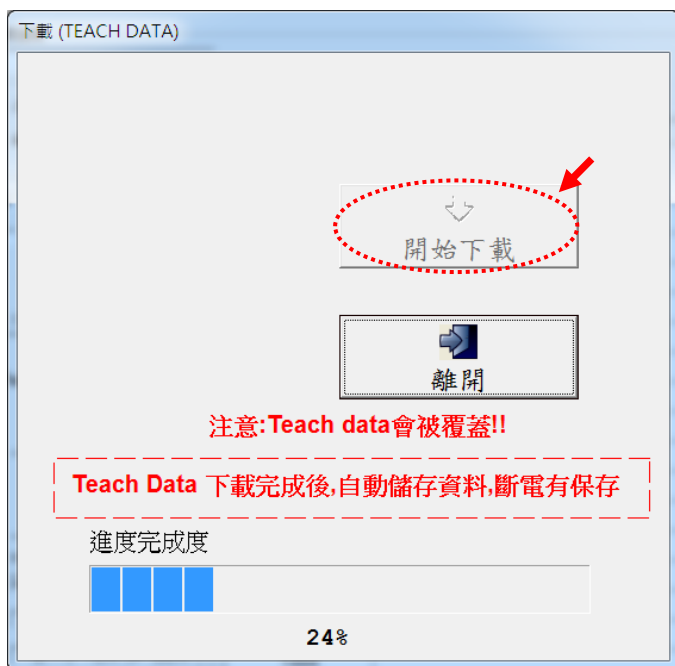 下載 (TEACH DATA)
開始下載
離開
注意:Teach data會被覆蓋!!
Teach Data 下載完成後,自動儲存資料,斷電有保存
進度完成度
24%